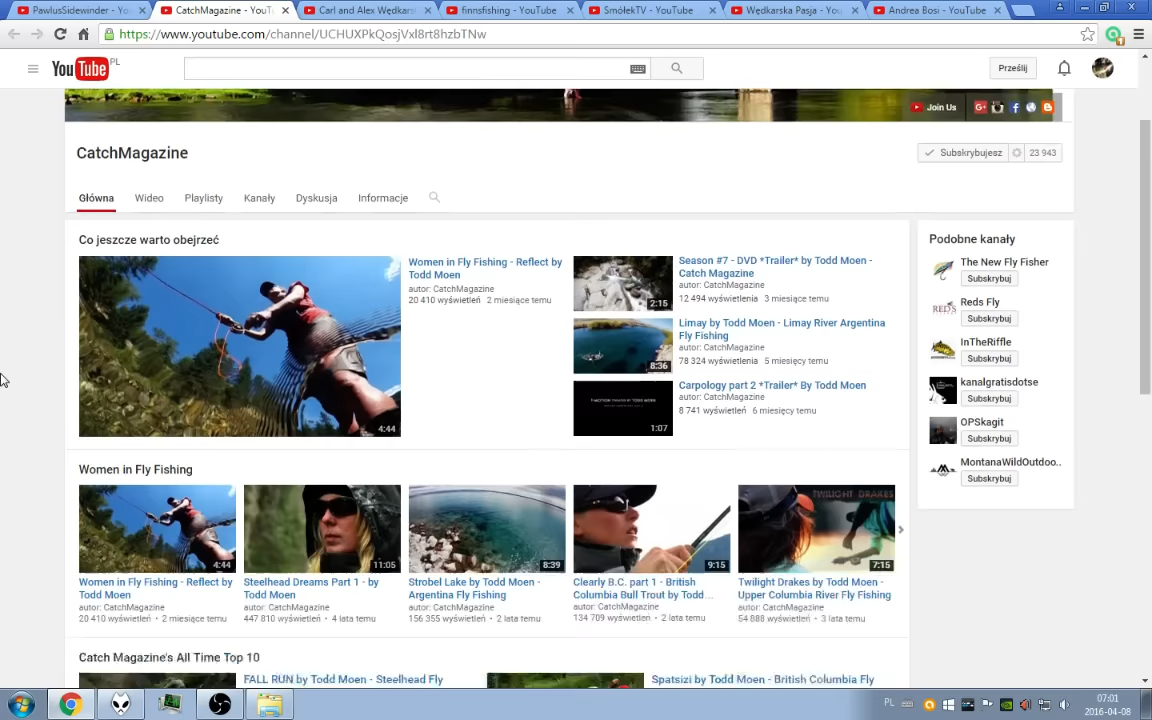 PawlusSidewinder - Yo
CatchMagazine - YouT
Carl and Alex Wędkars
finnsfishing - YouTube
SmółekTV - YouTube
Wędkarska Pasja - You
Andrea Bosi - YouTube
https://www.youtube.com/channel/UCHUXPkQosjVxl8rt8hzbTNw
YouTube PL
Prześlij
Join Us
CatchMagazine
Subskrybujesz 23 943
Główna Wideo Playlisty Kanały Dyskusja Informacje
Co jeszcze warto obejrzeć
4:44
Women in Fly Fishing - Reflect by
Todd Moen
autor: CatchMagazine
20 410 wyświetleń 2 miesiące temu
2:15
Season #7 - DVD *Trailer* by Todd Moen -
Catch Magazine
autor: CatchMagazine
12 494 wyświetlenia 3 miesiące temu
8:36
Limay by Todd Moen - Limay River Argentina
Fly Fishing
autor: CatchMagazine
78 324 wyświetlenia 5 miesięcy temu
1:07
Carpology part 2 *Trailer* By Todd Moen
autor: CatchMagazine
8 741 wyświetleń 6 miesięcy temu
Podobne kanały
The New Fly Fisher
Subskrybuj
Reds Fly
Subskrybuj
InTheRiffle
Subskrybuj
kanalgratisdotse
Subskrybuj
OPSkagit
Subskrybuj
MontanaWildOutdoo..
Subskrybuj
Women in Fly Fishing
4:44
Women in Fly Fishing - Reflect by
Todd Moen
autor: CatchMagazine
20 410 wyświetleń • 2 miesiące temu
11:05
Steelhead Dreams Part 1 - by
Todd Moen
autor: CatchMagazine
447 810 wyświetleń • 4 lata temu
8:39
Strobel Lake by Todd Moen -
Argentina Fly Fishing
autor: CatchMagazine
156 355 wyświetleń • 2 lata temu
9:15
Clearly B.C. part 1 - British
Columbia Bull Trout by Todd...
autor: CatchMagazine
134 709 wyświetleń • 2 lata temu
TWILIGHT DRAKES
7:15
Twilight Drakes by Todd Moen -
Upper Columbia River Fly Fishing
autor: CatchMagazine
54 888 wyświetleń • 3 lata temu
Catch Magazine's All Time Top 10
FALL RUN by Todd Moen - Steelhead Fly
Spatsizi by Todd Moen - British Columbia Fly
PL
07:01
2016-04-08